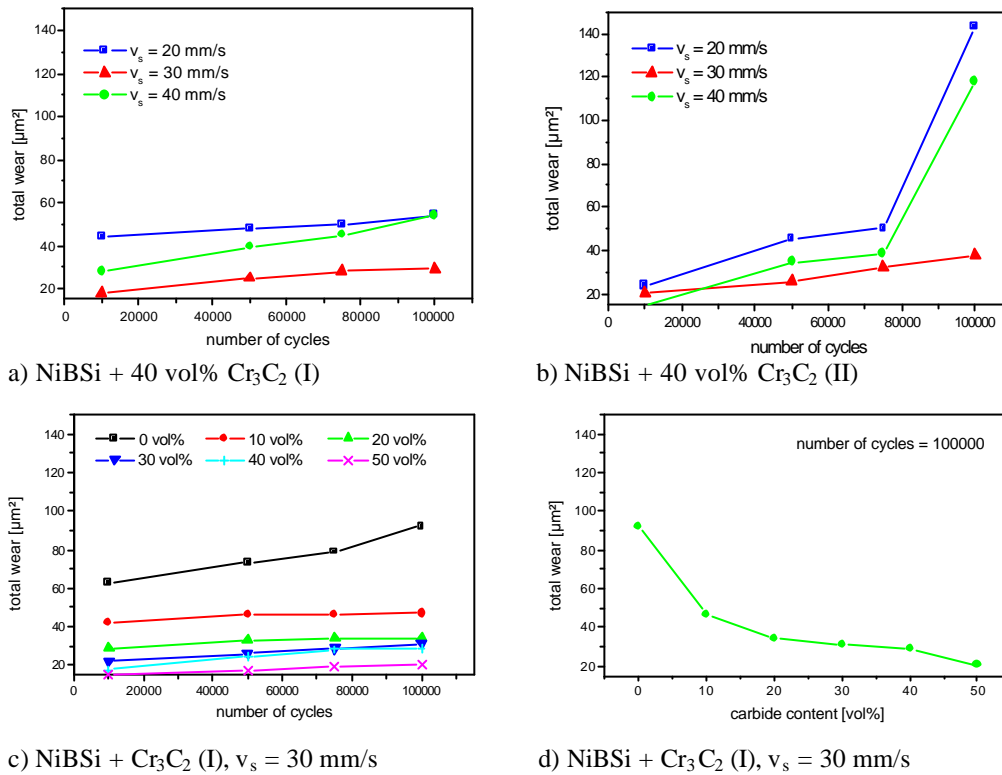 140
120
100
80
60
40
20
total wear [µm²]
v_s = 20 mm/s
v_s = 30 mm/s
v_s = 40 mm/s
0 20000 40000 60000 80000 100000
number of cycles
a) NiBSi + 40 vol% Cr₃C₂ (I)
140
120
100
80
60
40
20
total wear [µm²]
v_s = 20 mm/s
v_s = 30 mm/s
v_s = 40 mm/s
0 20000 40000 60000 80000 100000
number of cycles
b) NiBSi + 40 vol% Cr₃C₂ (II)
140
120
100
80
60
40
20
total wear [µm²]
0 vol% 10 vol% 20 vol%
30 vol% 40 vol% 50 vol%
0 20000 40000 60000 80000 100000
number of cycles
c) NiBSi + Cr₃C₂ (I), v_s = 30 mm/s
140
120
100
80
60
40
20
total wear [µm²]
number of cycles = 100000
0 10 20 30 40 50
carbide content [vol%]
d) NiBSi + Cr₃C₂ (I), v_s = 30 mm/s